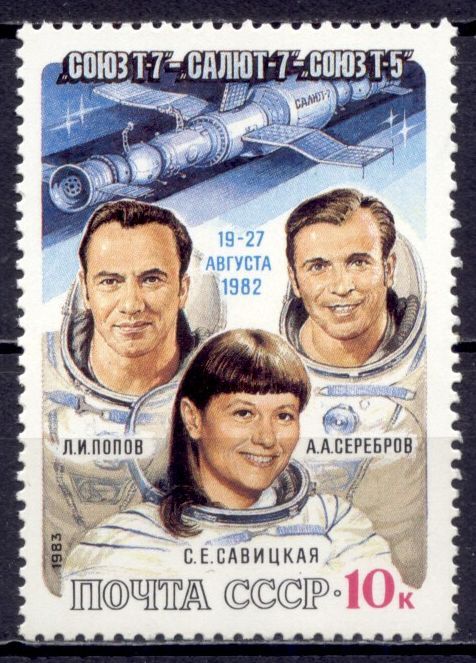 „СОЮЗ Т-7"–„САЛЮТ-7"–„СОЮЗ Т-5"
САЛЮТ-7
19-27
АВГУСТА
1982
Л.И.ПОПОВ
А.А.СЕРЕБРОВ
С.Е.САВИЦКАЯ
1983
ПОЧТА СССР·10к